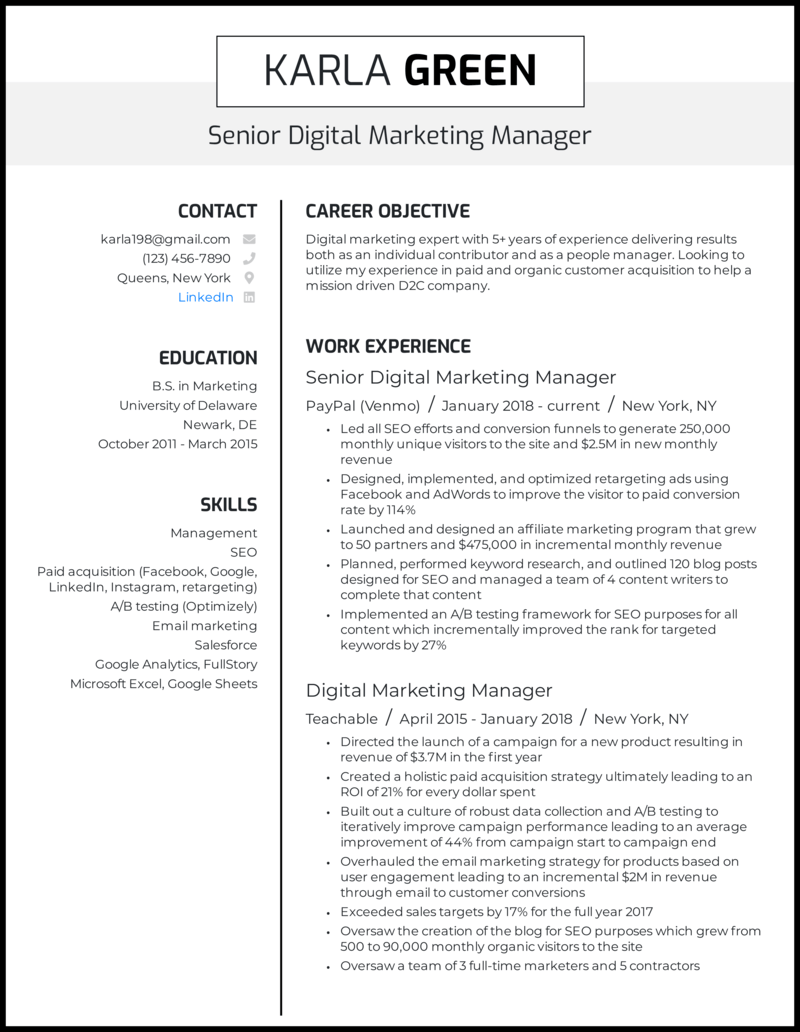 KARLA GREEN
Senior Digital Marketing Manager
CONTACT
karla198@gmail.com
(123) 456-7890
Queens, New York
LinkedIn
EDUCATION
B.S. in Marketing
University of Delaware
Newark, DE
October 2011 - March 2015
SKILLS
Management
SEO
Paid acquisition (Facebook, Google,
LinkedIn, Instagram, retargeting)
A/B testing (Optimizely)
Email marketing
Salesforce
Google Analytics, FullStory
Microsoft Excel, Google Sheets
CAREER OBJECTIVE
Digital marketing expert with 5+ years of experience delivering results
both as an individual contributor and as a people manager. Looking to
utilize my experience in paid and organic customer acquisition to help a
mission driven D2C company.
WORK EXPERIENCE
Senior Digital Marketing Manager
PayPal (Venmo) / January 2018 - current / New York, NY
• Led all SEO efforts and conversion funnels to generate 250,000
monthly unique visitors to the site and $2.5M in new monthly
revenue
• Designed, implemented, and optimized retargeting ads using
Facebook and AdWords to improve the visitor to paid conversion
rate by 114%
• Launched and designed an affiliate marketing program that grew
to 50 partners and $475,000 in incremental monthly revenue
• Planned, performed keyword research, and outlined 120 blog posts
designed for SEO and managed a team of 4 content writers to
complete that content
• Implemented an A/B testing framework for SEO purposes for all
content which incrementally improved the rank for targeted
keywords by 27%
Digital Marketing Manager
Teachable / April 2015 - January 2018 / New York, NY
• Directed the launch of a campaign for a new product resulting in
revenue of $3.7M in the first year
• Created a holistic paid acquisition strategy ultimately leading to an
ROI of 21% for every dollar spent
• Built out a culture of robust data collection and A/B testing to
iteratively improve campaign performance leading to an average
improvement of 44% from campaign start to campaign end
• Overhauled the email marketing strategy for products based on
user engagement leading to an incremental $2M in revenue
through email to customer conversions
• Exceeded sales targets by 17% for the full year 2017
• Oversaw the creation of the blog for SEO purposes which grew from
500 to 90,000 monthly organic visitors to the site
• Oversaw a team of 3 full-time marketers and 5 contractors